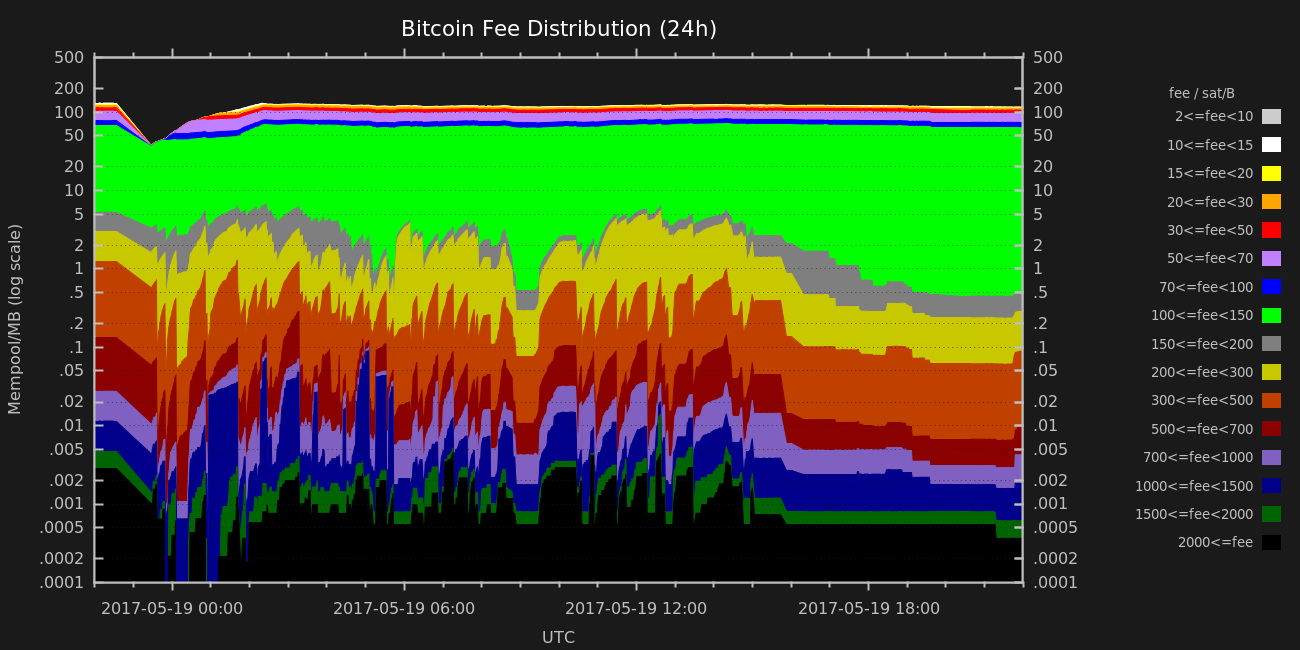 Bitcoin Fee Distribution (24h)
500 500
200 200
100 100
50 50
20 20
10 10
5 5
2 2
1 1
.5 .5
.2 .2
.1 .1
.05 .05
.02 .02
.01 .01
.005 .005
.002 .002
.001 .001
.0005 .0005
.0002 .0002
.0001 .0001
Mempool/MB (log scale)
2017-05-19 00:00 2017-05-19 06:00 2017-05-19 12:00 2017-05-19 18:00
UTC
fee / sat/B
2<=fee<10
10<=fee<15
15<=fee<20
20<=fee<30
30<=fee<50
50<=fee<70
70<=fee<100
100<=fee<150
150<=fee<200
200<=fee<300
300<=fee<500
500<=fee<700
700<=fee<1000
1000<=fee<1500
1500<=fee<2000
2000<=fee